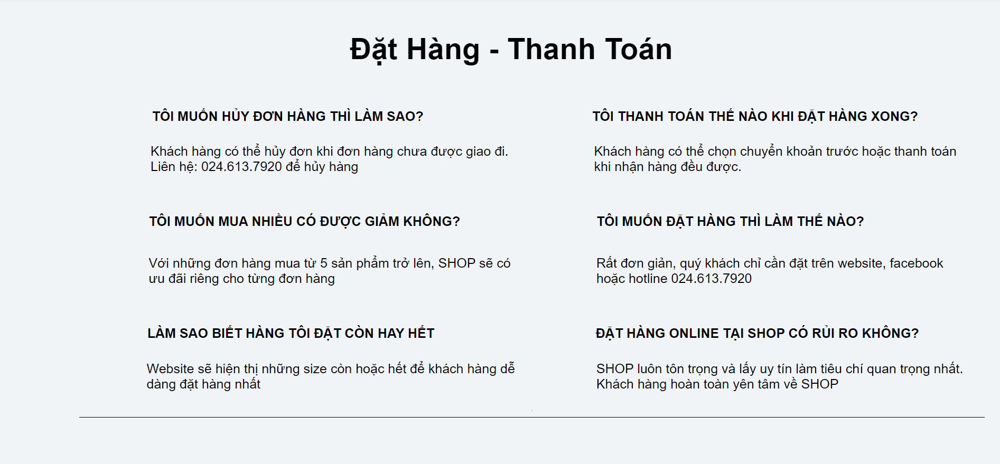 Đặt Hàng - Thanh Toán
TÔI MUỐN HỦY ĐƠN HÀNG THÌ LÀM SAO?
Khách hàng có thể hủy đơn khi đơn hàng chưa được giao đi.
Liên hệ: 024.613.7920 để hủy hàng
TÔI THANH TOÁN THẾ NÀO KHI ĐẶT HÀNG XONG?
Khách hàng có thể chọn chuyển khoản trước hoặc thanh toán
khi nhận hàng đều được.
TÔI MUỐN MUA NHIỀU CÓ ĐƯỢC GIẢM KHÔNG?
Với những đơn hàng mua từ 5 sản phẩm trở lên, SHOP sẽ có
ưu đãi riêng cho từng đơn hàng
TÔI MUỐN ĐẶT HÀNG THÌ LÀM THẾ NÀO?
Rất đơn giản, quý khách chỉ cần đặt trên website, facebook
hoặc hotline 024.613.7920
LÀM SAO BIẾT HÀNG TÔI ĐẶT CÒN HAY HẾT
Website sẽ hiện thị những size còn hoặc hết để khách hàng dễ
dàng đặt hàng nhất
ĐẶT HÀNG ONLINE TẠI SHOP CÓ RỦI RO KHÔNG?
SHOP luôn tôn trọng và lấy uy tín làm tiêu chí quan trọng nhất.
Khách hàng hoàn toàn yên tâm về SHOP